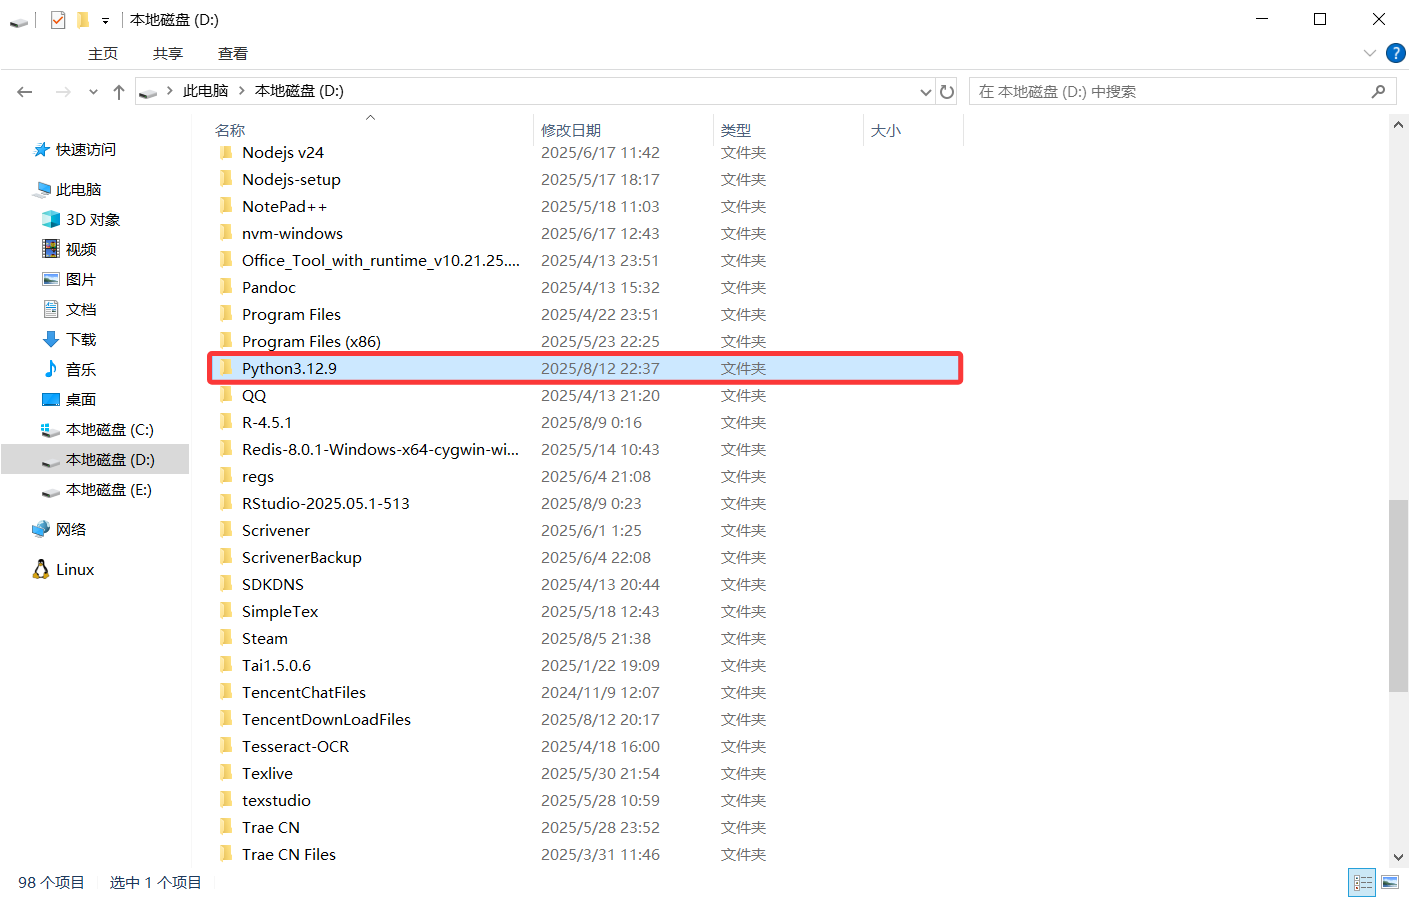 本地磁盘 (D:)
主页 共享 查看
此电脑 本地磁盘 (D:) 在 本地磁盘 (D:) 中搜索
快速访问
此电脑
3D 对象
视频
图片
文档
下载
音乐
桌面
本地磁盘 (C:)
本地磁盘 (D:)
本地磁盘 (E:)
网络
Linux
名称 修改日期 类型 大小
Nodejs v24 2025/6/17 11:42 文件夹
Nodejs-setup 2025/5/17 18:17 文件夹
NotePad++ 2025/5/18 11:03 文件夹
nvm-windows 2025/6/17 12:43 文件夹
Office_Tool_with_runtime_v10.21.25.... 2025/4/13 23:51 文件夹
Pandoc 2025/4/13 15:32 文件夹
Program Files 2025/4/22 23:51 文件夹
Program Files (x86) 2025/5/23 22:25 文件夹
Python3.12.9 2025/8/12 22:37 文件夹
QQ 2025/4/13 21:20 文件夹
R-4.5.1 2025/8/9 0:16 文件夹
Redis-8.0.1-Windows-x64-cygwin-wi... 2025/5/14 10:43 文件夹
regs 2025/6/4 21:08 文件夹
RStudio-2025.05.1-513 2025/8/9 0:23 文件夹
Scrivener 2025/6/1 1:25 文件夹
ScrivenerBackup 2025/6/4 22:08 文件夹
SDKDNS 2025/4/13 20:44 文件夹
SimpleTex 2025/5/18 12:43 文件夹
Steam 2025/8/5 21:38 文件夹
Tai1.5.0.6 2025/1/22 19:09 文件夹
TencentChatFiles 2024/11/9 12:07 文件夹
TencentDownLoadFiles 2025/8/12 20:17 文件夹
Tesseract-OCR 2025/4/18 16:00 文件夹
Texlive 2025/5/30 21:54 文件夹
texstudio 2025/5/28 10:59 文件夹
Trae CN 2025/5/28 23:52 文件夹
Trae CN Files 2025/3/31 11:46 文件夹
98 个项目 选中 1 个项目